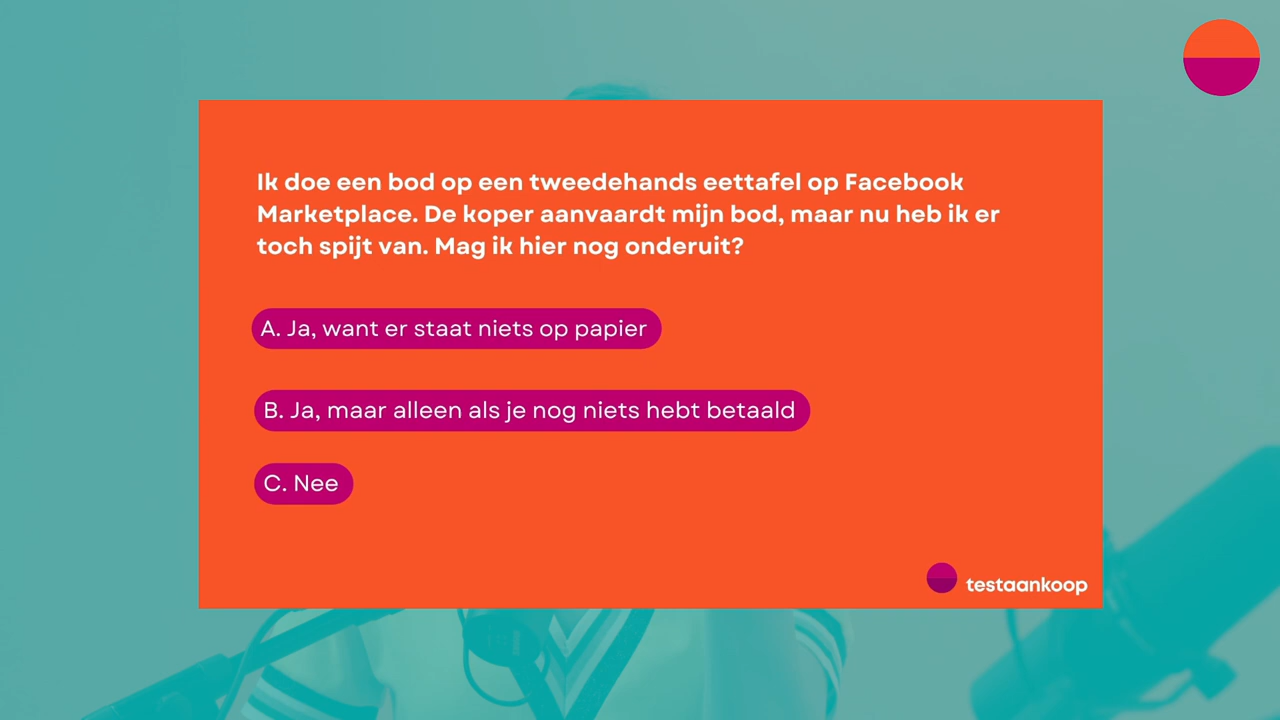 Ik doe een bod op een tweedehands eettafel op Facebook
Marketplace. De koper aanvaardt mijn bod, maar nu heb ik er
toch spijt van. Mag ik hier nog onderuit?
A. Ja, want er staat niets op papier
B. Ja, maar alleen als je nog niets hebt betaald
C. Nee
testaankoop